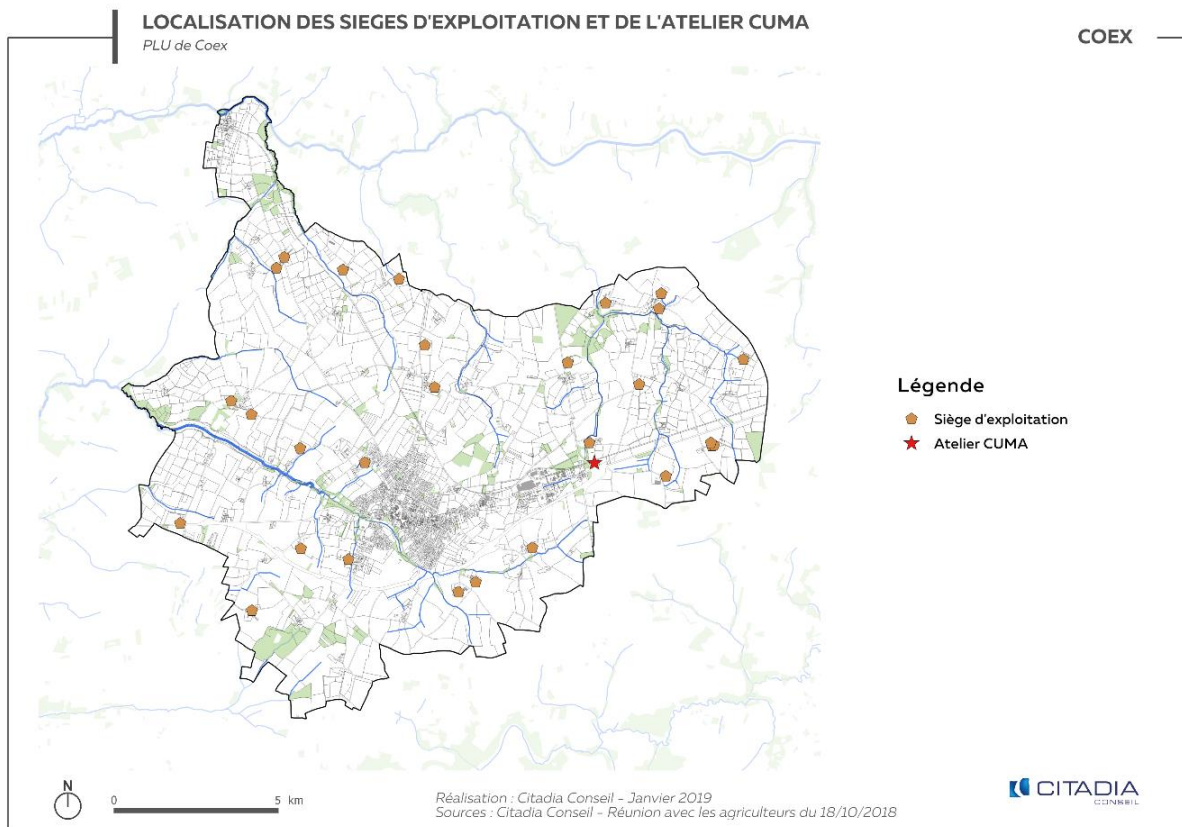 LOCALISATION DES SIEGES D'EXPLOITATION ET DE L'ATELIER CUMA
PLU de Coex
COEX
Légende
Siège d'exploitation
Atelier CUMA
N
0 5 km
Réalisation : Citadia Conseil - Janvier 2019
Sources : Citadia Conseil - Réunion avec les agriculteurs du 18/10/2018
CITADIA
CONSEIL